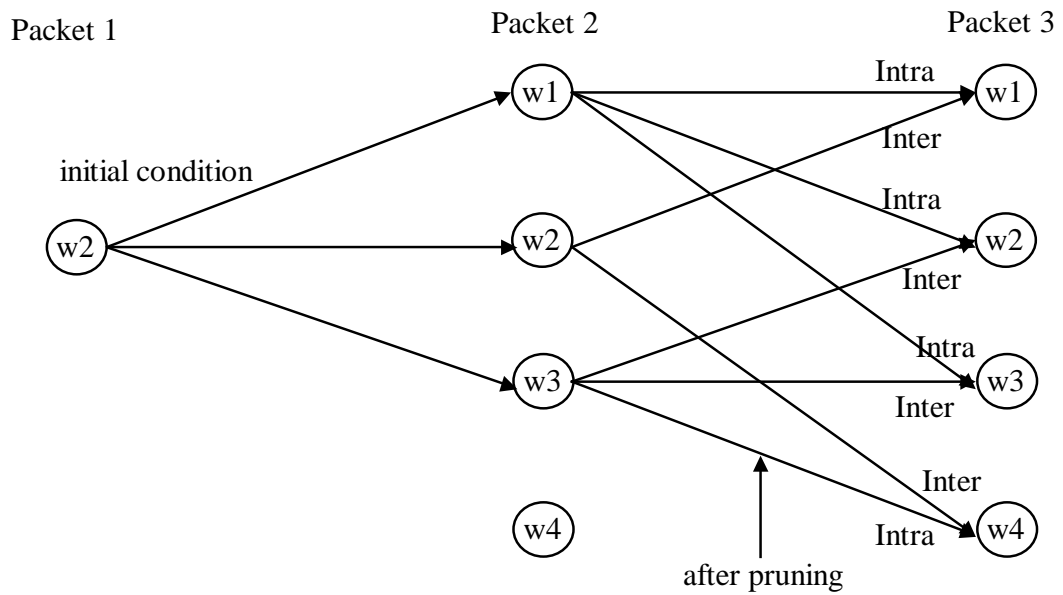 Packet 1
Packet 2
Packet 3
w1
Intra
w1
Inter
initial condition
Intra
w2
w2
w2
Inter
Intra
w3
w3
Inter
Inter
w4
w4
Intra
after pruning